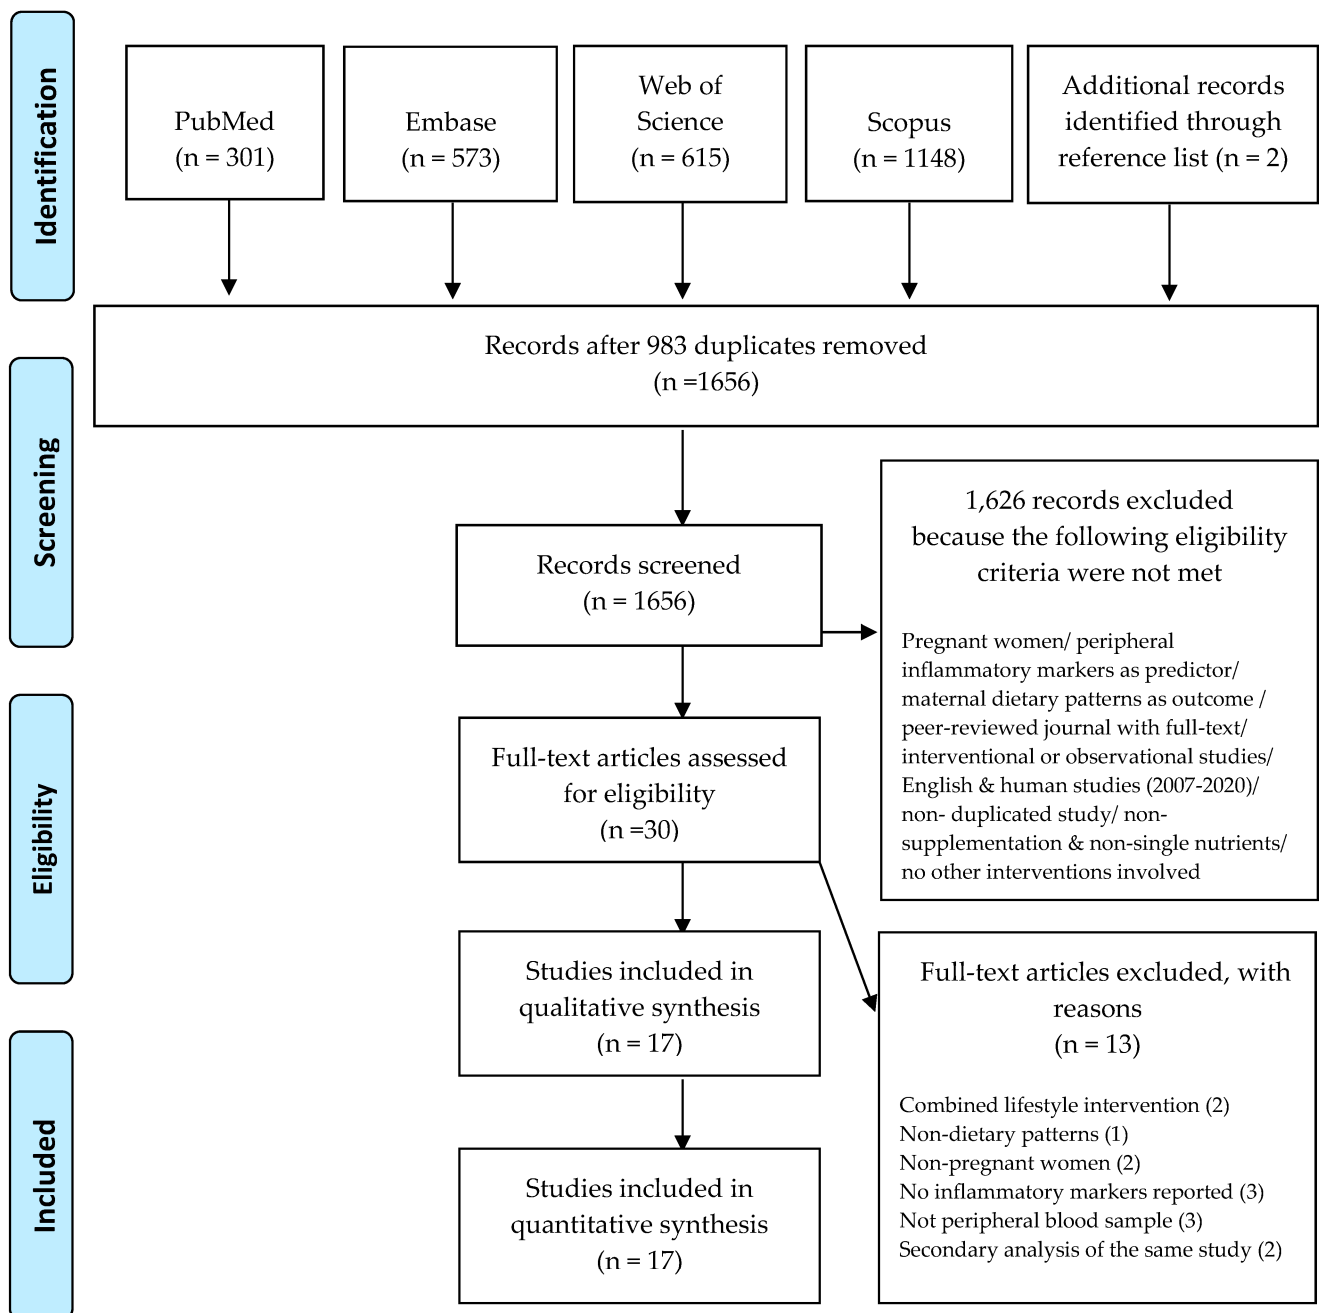 Identification
PubMed
(n = 301)
Embase
(n = 573)
Web of
Science
(n = 615)
Scopus
(n = 1148)
Additional records
identified through
reference list (n = 2)
Records after 983 duplicates removed
(n =1656)
Screening
Records screened
(n = 1656)
1,626 records excluded
because the following eligibility
criteria were not met
Pregnant women/ peripheral
inflammatory markers as predictor/
maternal dietary patterns as outcome /
peer-reviewed journal with full-text/
interventional or observational studies/
English & human studies (2007-2020)/
non- duplicated study/ non-
supplementation & non-single nutrients/
no other interventions involved
Eligibility
Full-text articles assessed
for eligibility
(n =30)
Full-text articles excluded, with
reasons
(n = 13)
Combined lifestyle intervention (2)
Non-dietary patterns (1)
Non-pregnant women (2)
No inflammatory markers reported (3)
Not peripheral blood sample (3)
Secondary analysis of the same study (2)
Studies included in
qualitative synthesis
(n = 17)
Included
Studies included in
quantitative synthesis
(n = 17)